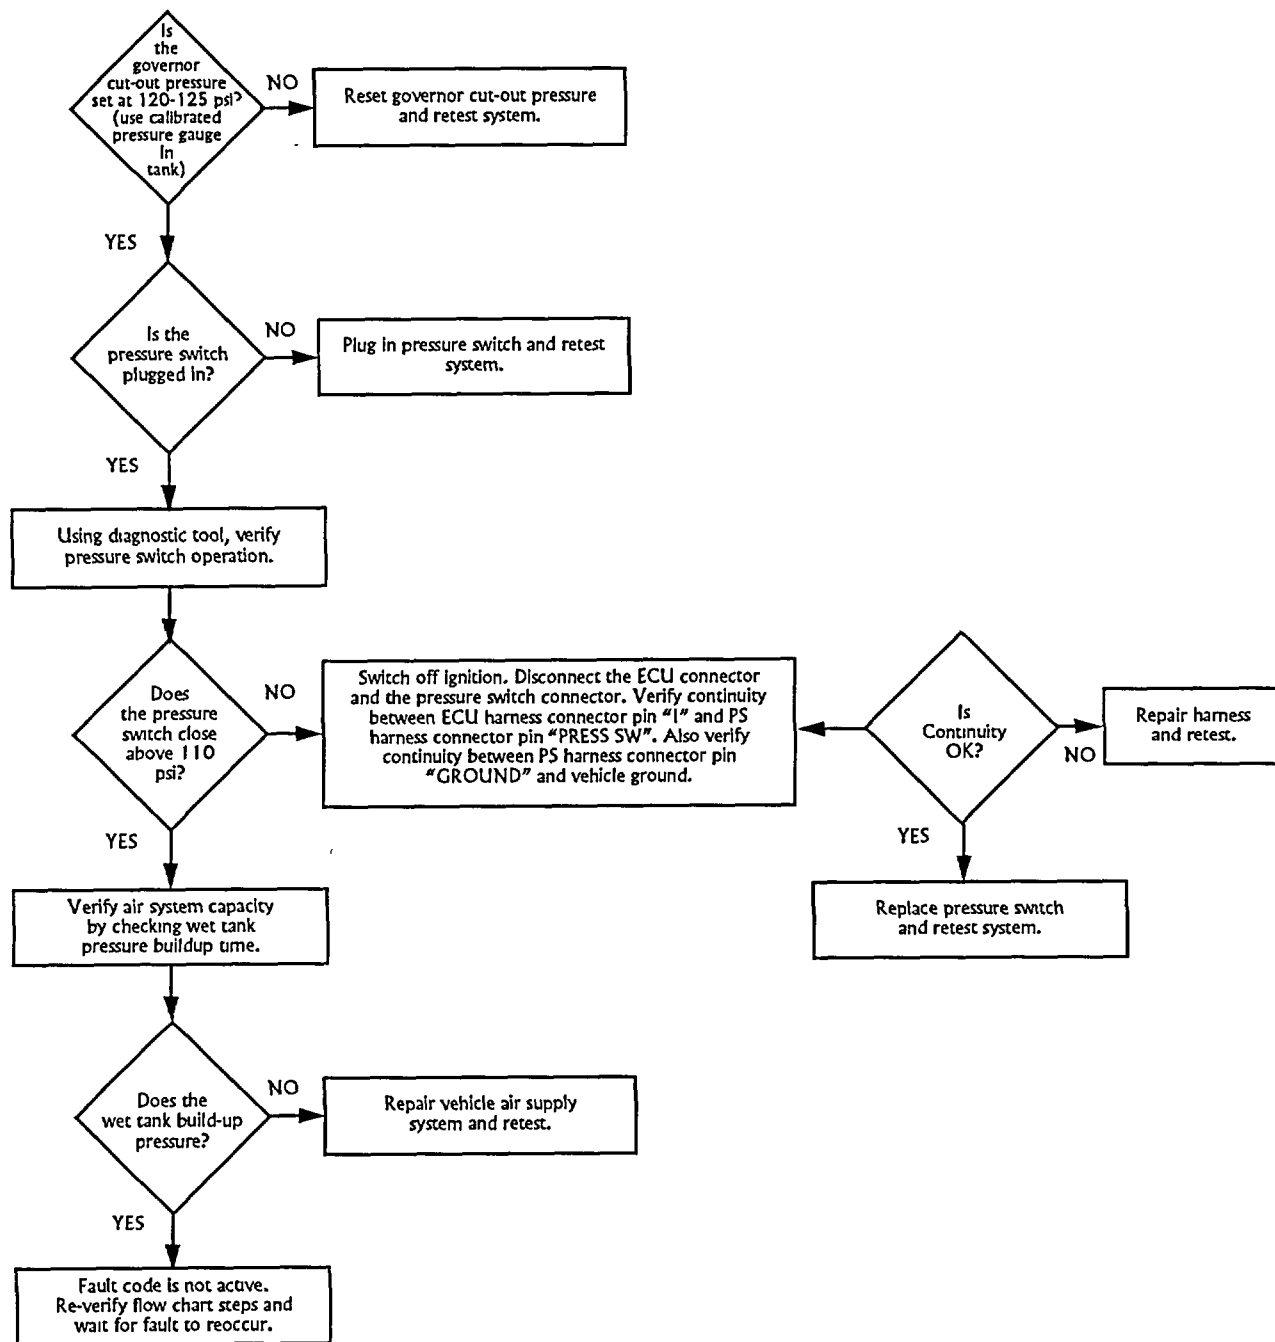 Is
the
governor
cut-out pressure
set at 120-125 psi?
(use calibrated
pressure gauge
in
tank)
NO
Reset governor cut-out pressure
and retest system.
YES
Is the
pressure switch
plugged in?
NO
Plug in pressure switch and retest
system.
YES
Using diagnostic tool, verify
pressure switch operation.
Does
the pressure
switch close
above 110
psi?
NO
Switch off ignition. Disconnect the ECU connector
and the pressure switch connector. Verify continuity
between ECU harness connector pin "I" and PS
harness connector pin "PRESS SW". Also verify
continuity between PS harness connector pin
"GROUND" and vehicle ground.
Is
Continuity
OK?
NO
Repair harness
and retest.
YES
Replace pressure switch
and retest system.
YES
Verify air system capacity
by checking wet tank
pressure buildup time.
Does the
wet tank build-up
pressure?
NO
Repair vehicle air supply
system and retest.
YES
Fault code is not active.
Re-verify flow chart steps and
wait for fault to reoccur.